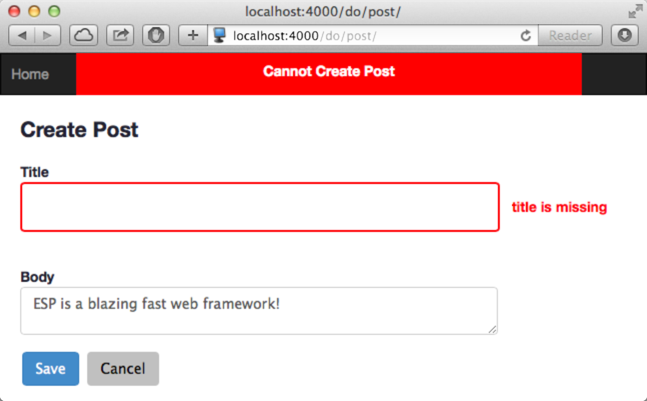 localhost:4000/do/post/
localhost:4000/do/post/
Reader
Home
Cannot Create Post
Create Post
Title
title is missing
Body
ESP is a blazing fast web framework!
Save
Cancel